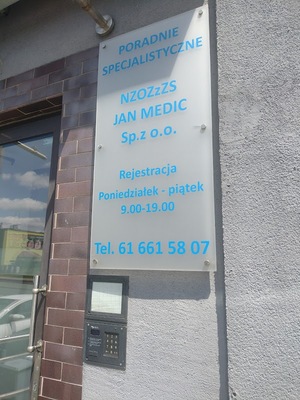 PORADNIE
SPECJALISTYCZNE
NZOZzZS
JAN MEDIC
Sp.z o.o.
Rejestracja
Poniedziałek - piątek
9.00-19.00
Tel. 61 661 58 07